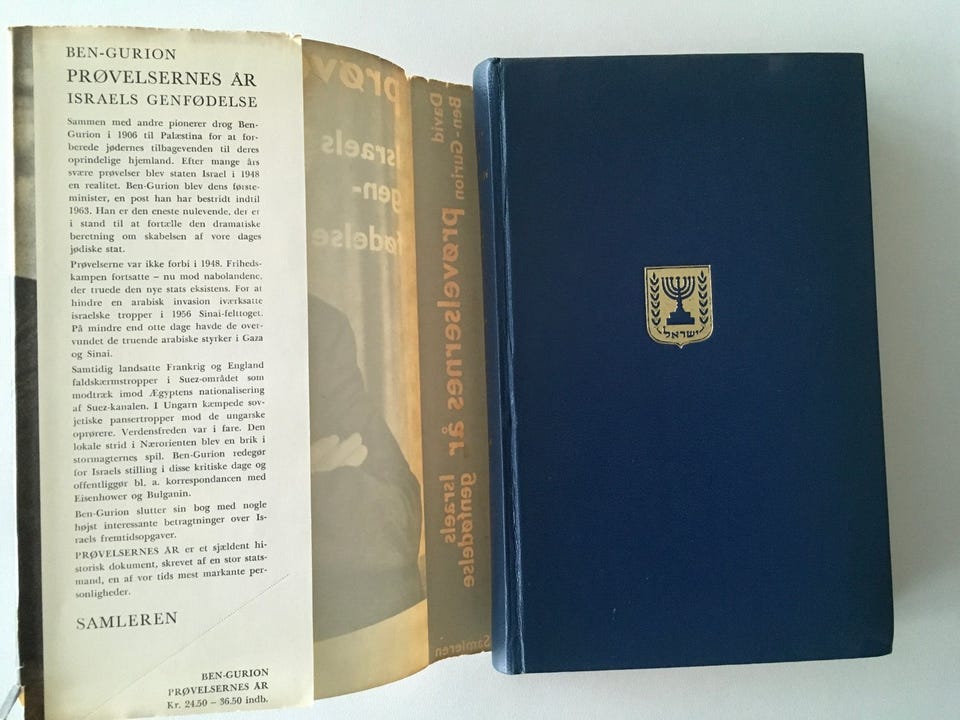 BEN-GURION
PRØVELSERNES ÅR
ISRAELS GENFØDELSE
Sammen med andre pionerer drog Ben-
Gurion i 1906 til Palæstina for at for-
berede jødernes tilbagevenden til deres
oprindelige hjemland. Efter mange års
svære prøvelser blev staten Israel i 1948
en realitet. Ben-Gurion blev dens første-
minister, en post han har bestridt indtil
1963. Han er den eneste nulevende, der er
i stand til at fortælle den dramatiske
beretning om skabelsen af vore dages
jødiske stat.
Prøvelserne var ikke forbi i 1948. Friheds-
kampen fortsatte – nu mod nabolandene,
der truede den nye stats eksistens. For at
hindre en arabisk invasion iværksatte
israelske tropper i 1956 Sinai-felttoget.
På mindre end otte dage havde de over-
vundet de truende arabiske styrker i Gaza
og Sinai.
Samtidig landsatte Frankrig og England
faldskærmstropper i Suez-området som
modtræk imod Ægyptens nationalisering
af Suez-kanalen. I Ungarn kæmpede sov-
jetiske pansertropper mod de ungarske
oprørere. Verdensfreden var i fare. Den
lokale strid i Nærorienten blev en brik i
stormagternes spil. Ben-Gurion redegør
for Israels stilling i disse kritiske dage og
offentliggør bl. a. korrespondancen med
Eisenhower og Bulganin.
Ben-Gurion slutter sin bog med nogle
højst interessante betragtninger over Is-
raels fremtidsopgaver.
PRØVELSERNES ÅR er et sjældent hi-
storisk dokument, skrevet af en stor stats-
mand, en af vor tids mest markante per-
sonligheder.
SAMLEREN
BEN-GURION
PRØVELSERNES ÅR
Kr. 24.50 – 36.50 indb.
prøv
Israels
gen-
fødelse
David
Ben-Gurion
prøvelsernes år
Israels
genfødelse
Samleren
ישראל